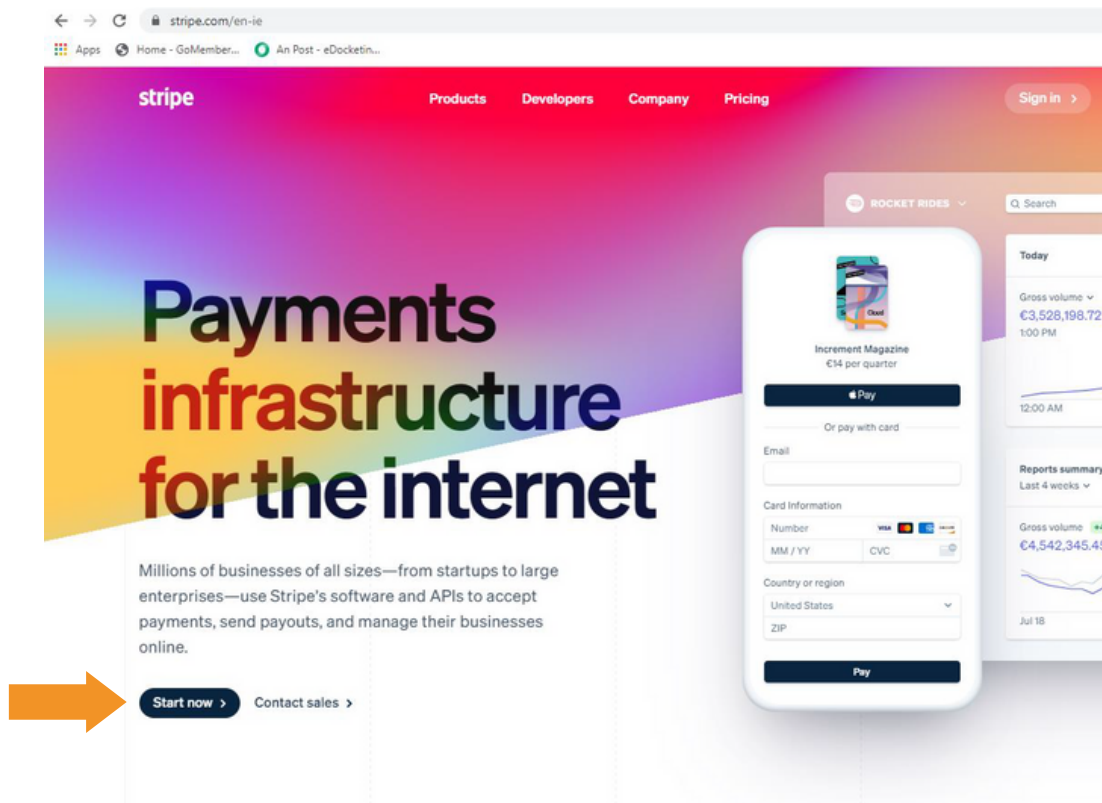 stripe.com/en-ie
Apps Home - GoMember... An Post - eDocketin...
stripe Products Developers Company Pricing Sign in
ROCKET RIDES
Search
Today
Gross volume
€3,528,198.72
1:00 PM
12:00 AM
Reports summary
Last 4 weeks
Gross volume
€4,542,345.45
Jul 18
Increment Magazine
€14 per quarter
Pay
Or pay with card
Email
Card Information
Number VISA
MM / YY CVC
Country or region
United States
ZIP
Pay
Payments
infrastructure
for the internet
Millions of businesses of all sizes—from startups to large
enterprises—use Stripe's software and APIs to accept
payments, send payouts, and manage their businesses
online.
Start now Contact sales